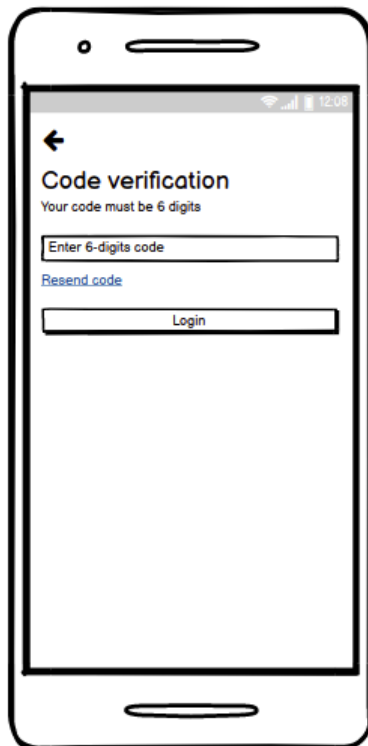 12:08
Code verification
Your code must be 6 digits
Enter 6-digits code
Resend code
Login